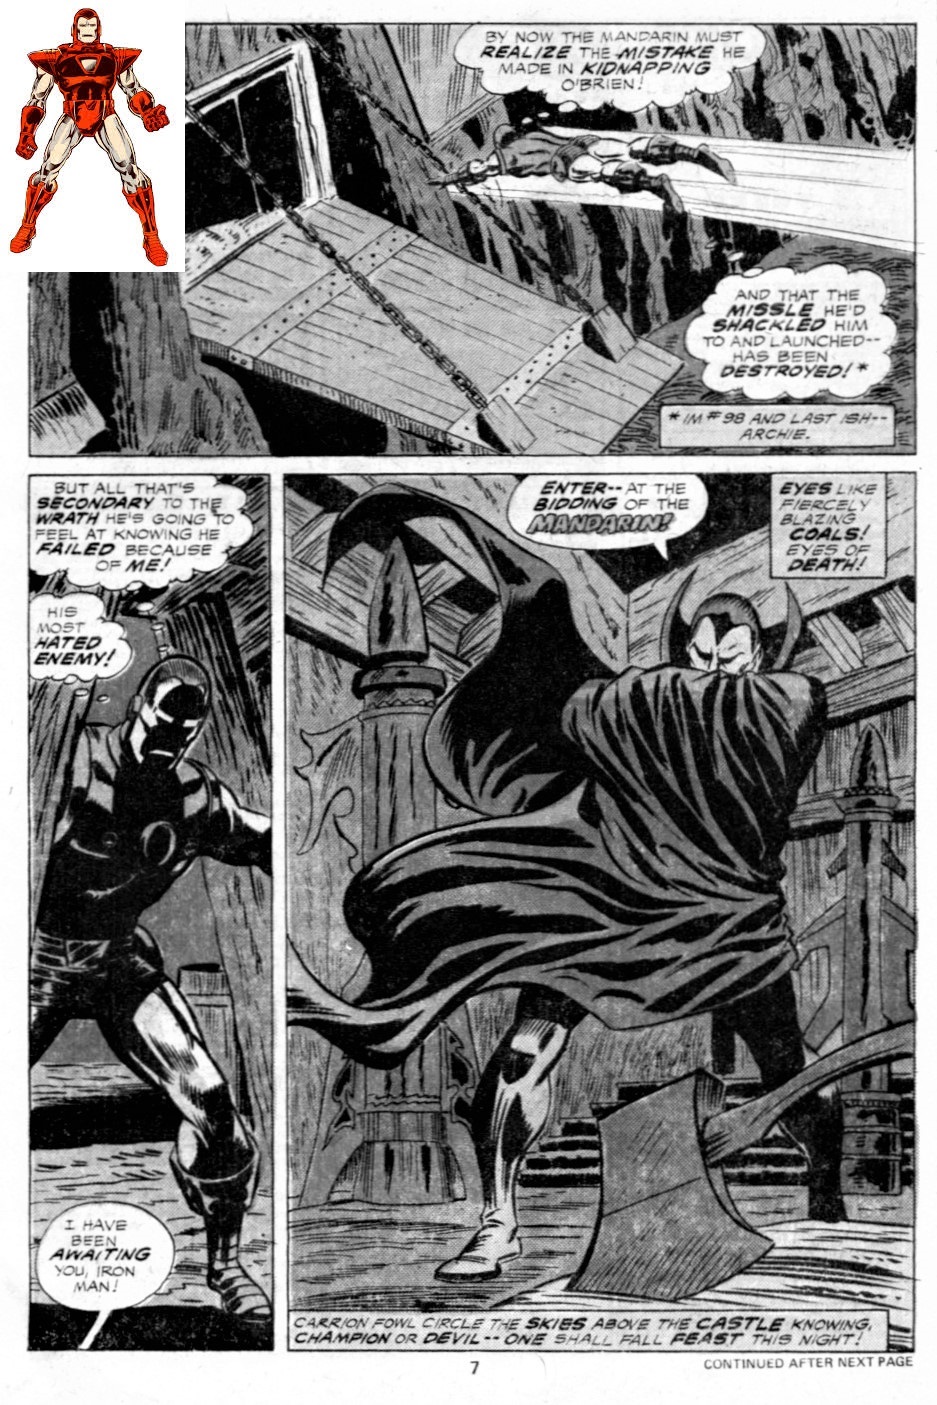 BY NOW THE MANDARIN MUST
REALIZE THE MISTAKE HE
MADE IN KIDNAPPING
O'BRIEN!
AND THAT THE
MISSLE HE'D
SHACKLED HIM
TO AND LAUNCHED--
HAS BEEN
DESTROYED!*
*IM #98 AND LAST ISH--
ARCHIE.
BUT ALL THAT'S
SECONDARY TO THE
WRATH HE'S GOING TO
FEEL AT KNOWING HE
FAILED BECAUSE
OF ME!
HIS
MOST
HATED
ENEMY!
I HAVE
BEEN
AWAITING
YOU, IRON
MAN!
ENTER-- AT THE
BIDDING OF THE
MANDARIN!
EYES LIKE
FIERCELY
BLAZING
COALS!
EYES OF
DEATH!
CARRION FOWL CIRCLE THE SKIES ABOVE THE CASTLE KNOWING,
CHAMPION OR DEVIL-- ONE SHALL FALL FEAST THIS NIGHT!
7
CONTINUED AFTER NEXT PAGE